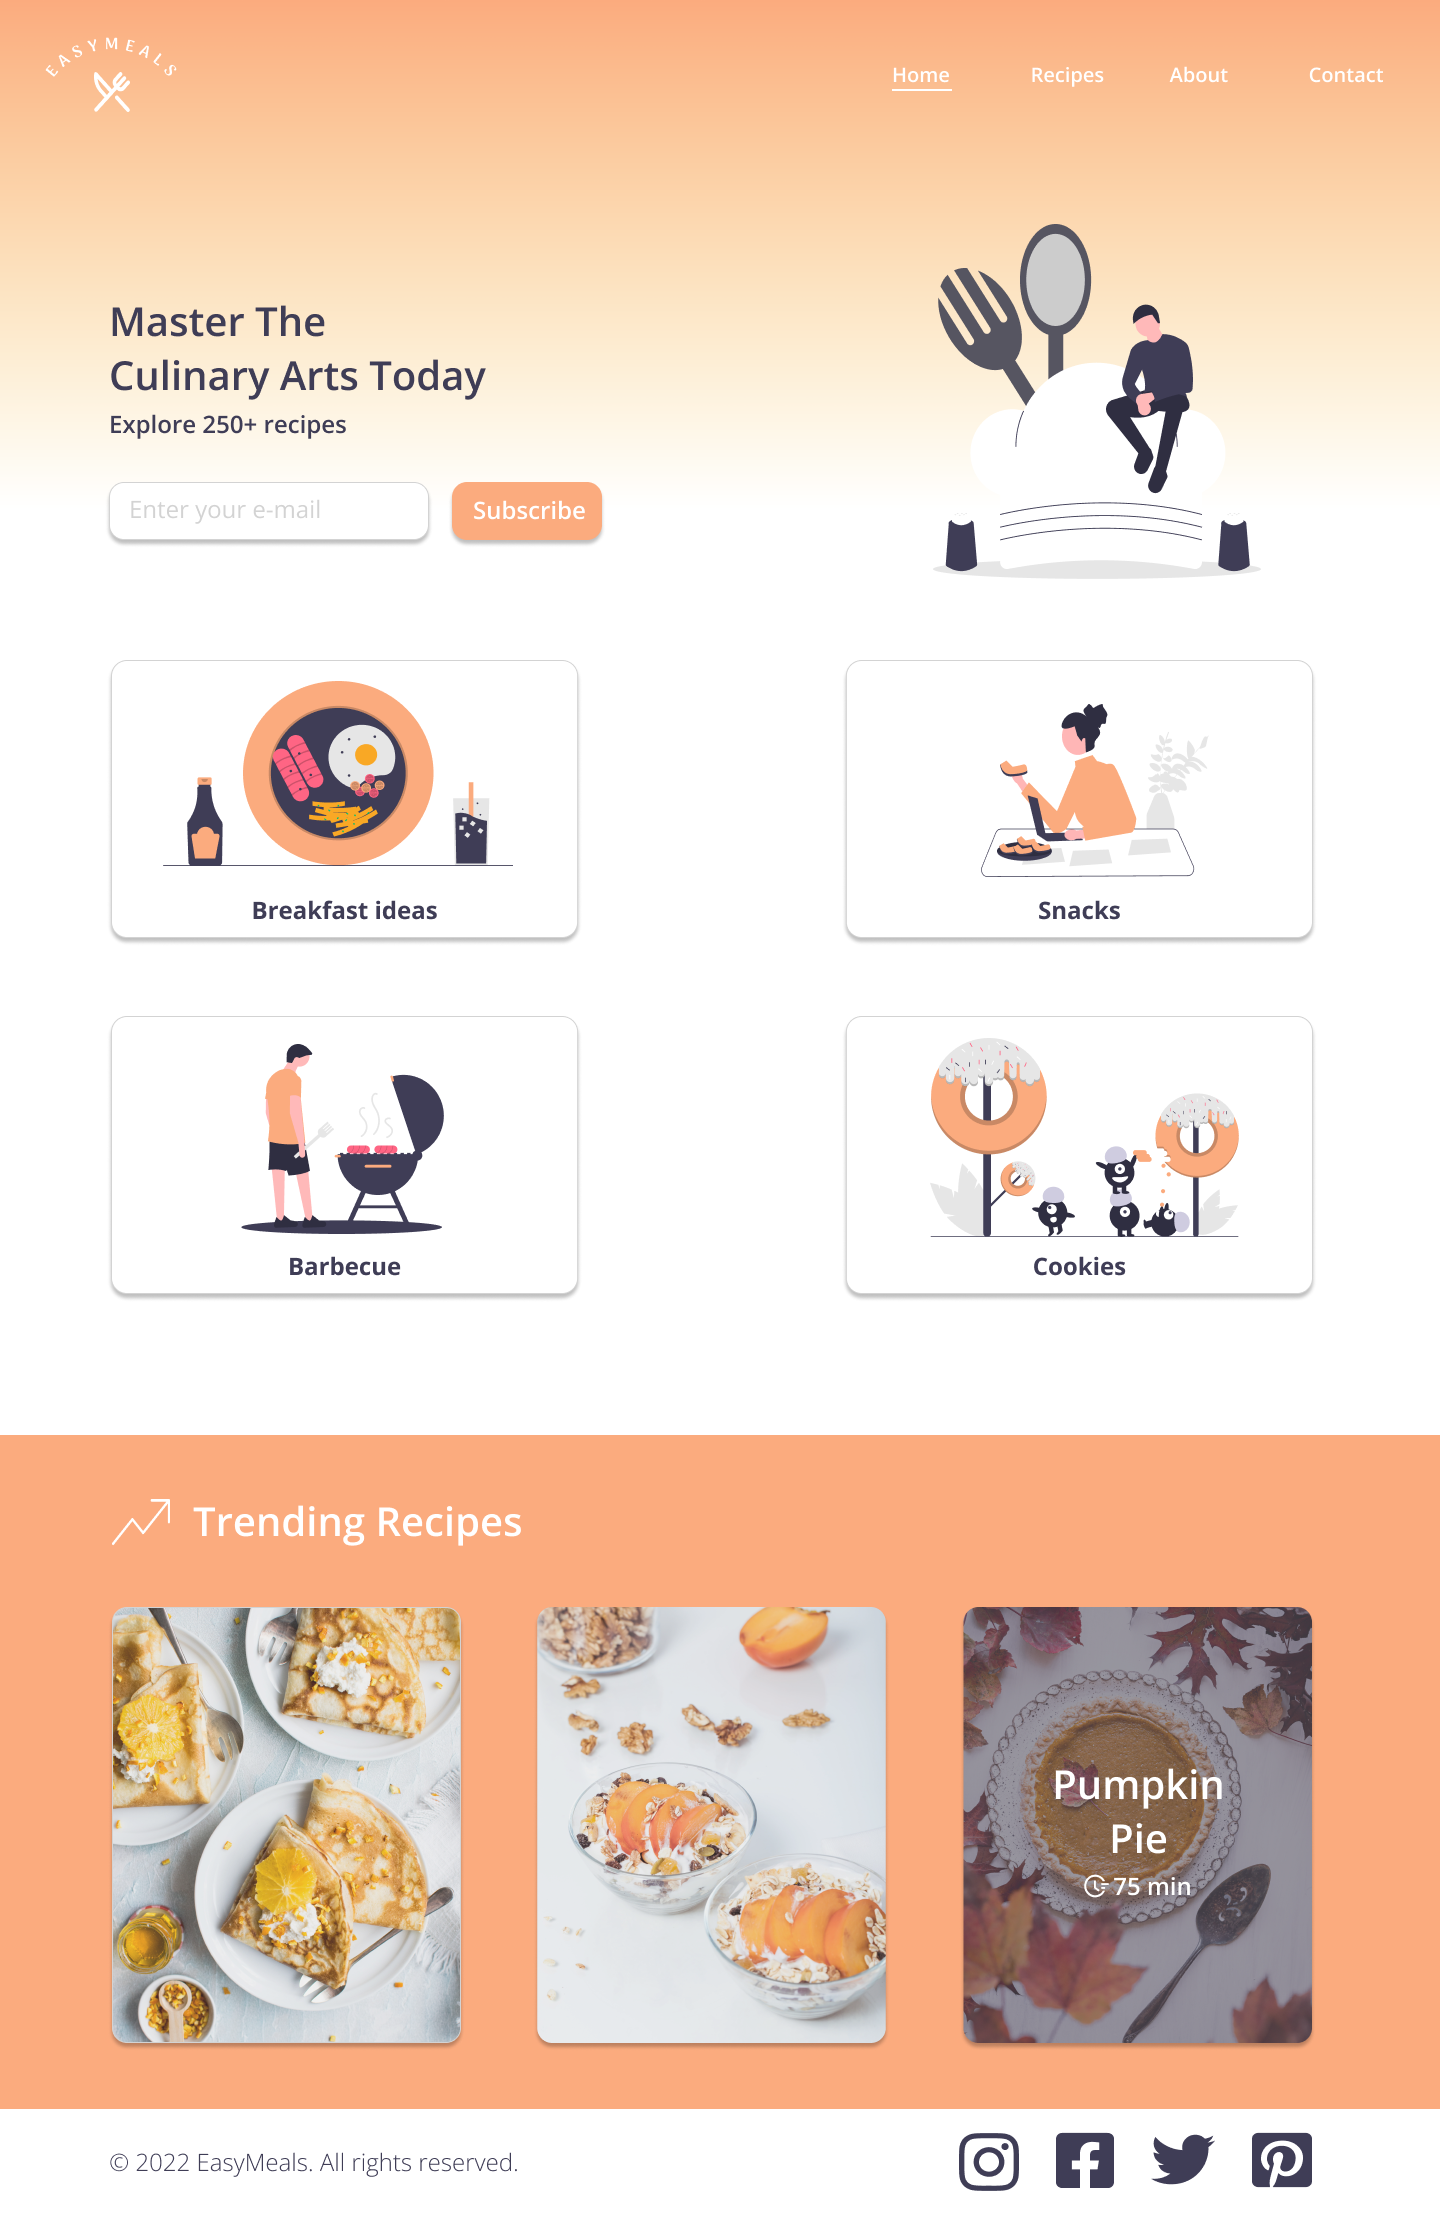 EASYMEALS
Home
Recipes
About
Contact
Master The
Culinary Arts Today
Explore 250+ recipes
Enter your e-mail
Subscribe
Breakfast ideas
Snacks
Barbecue
Cookies
Trending Recipes
Pumpkin
Pie
75 min
© 2022 EasyMeals. All rights reserved.